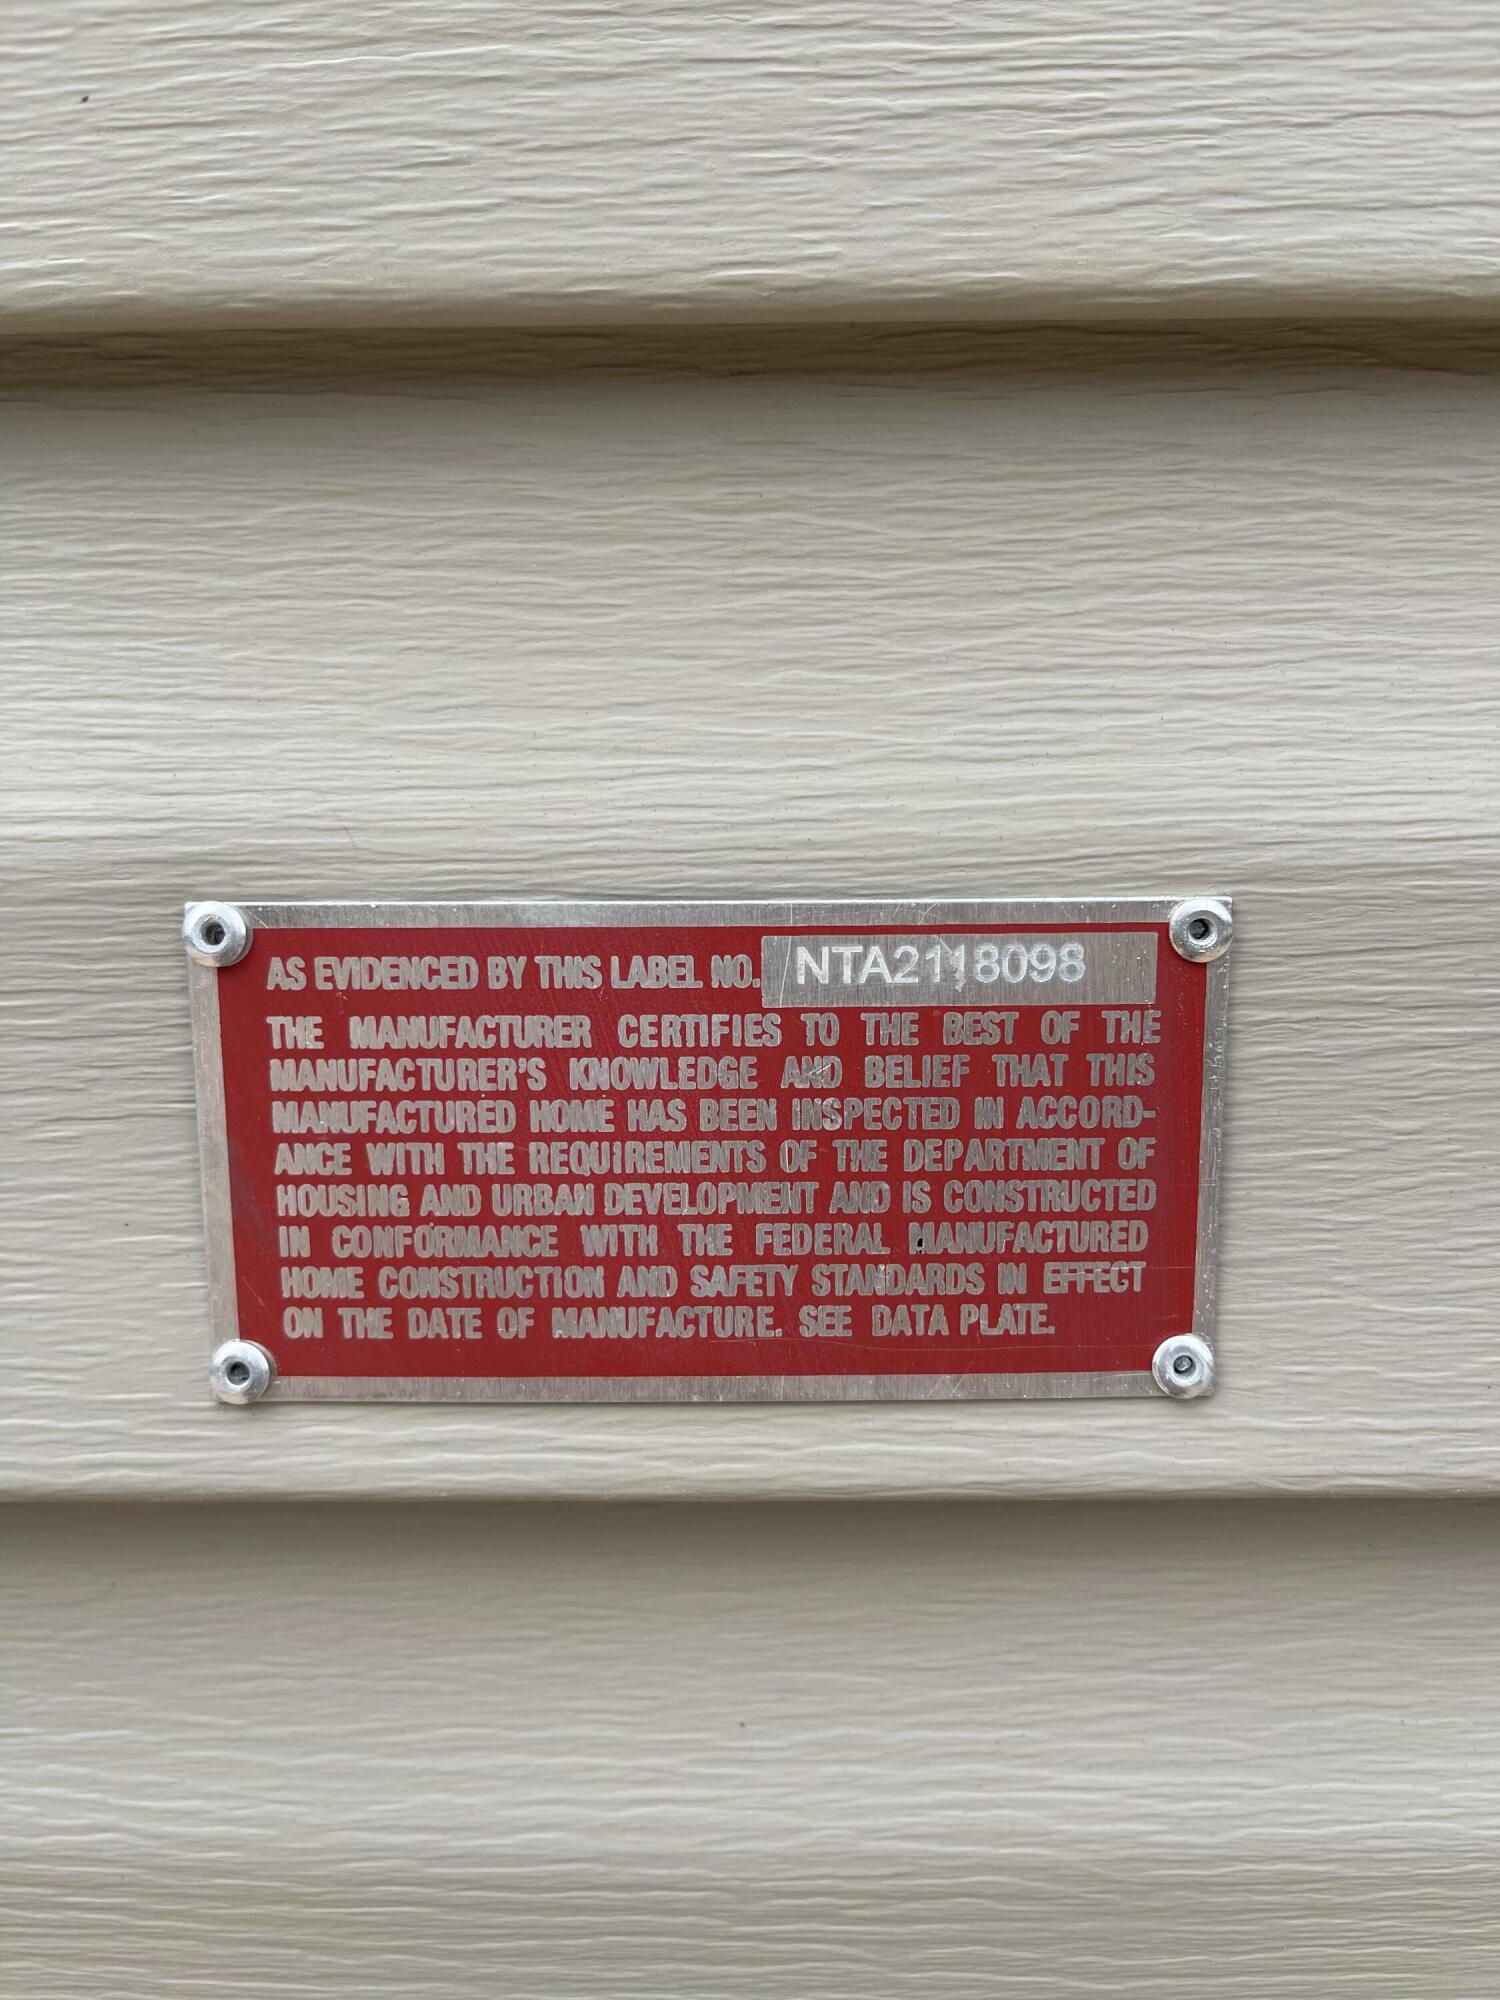 AS EVIDENCED BY THIS LABEL NO. NTA2118098
THE MANUFACTURER CERTIFIES TO THE BEST OF THE
MANUFACTURER'S KNOWLEDGE AND BELIEF THAT THIS
MANUFACTURED HOME HAS BEEN INSPECTED IN ACCORD-
ANCE WITH THE REQUIREMENTS OF THE DEPARTMENT OF
HOUSING AND URBAN DEVELOPMENT AND IS CONSTRUCTED
IN CONFORMANCE WITH THE FEDERAL MANUFACTURED
HOME CONSTRUCTION AND SAFETY STANDARDS IN EFFECT
ON THE DATE OF MANUFACTURE. SEE DATA PLATE.